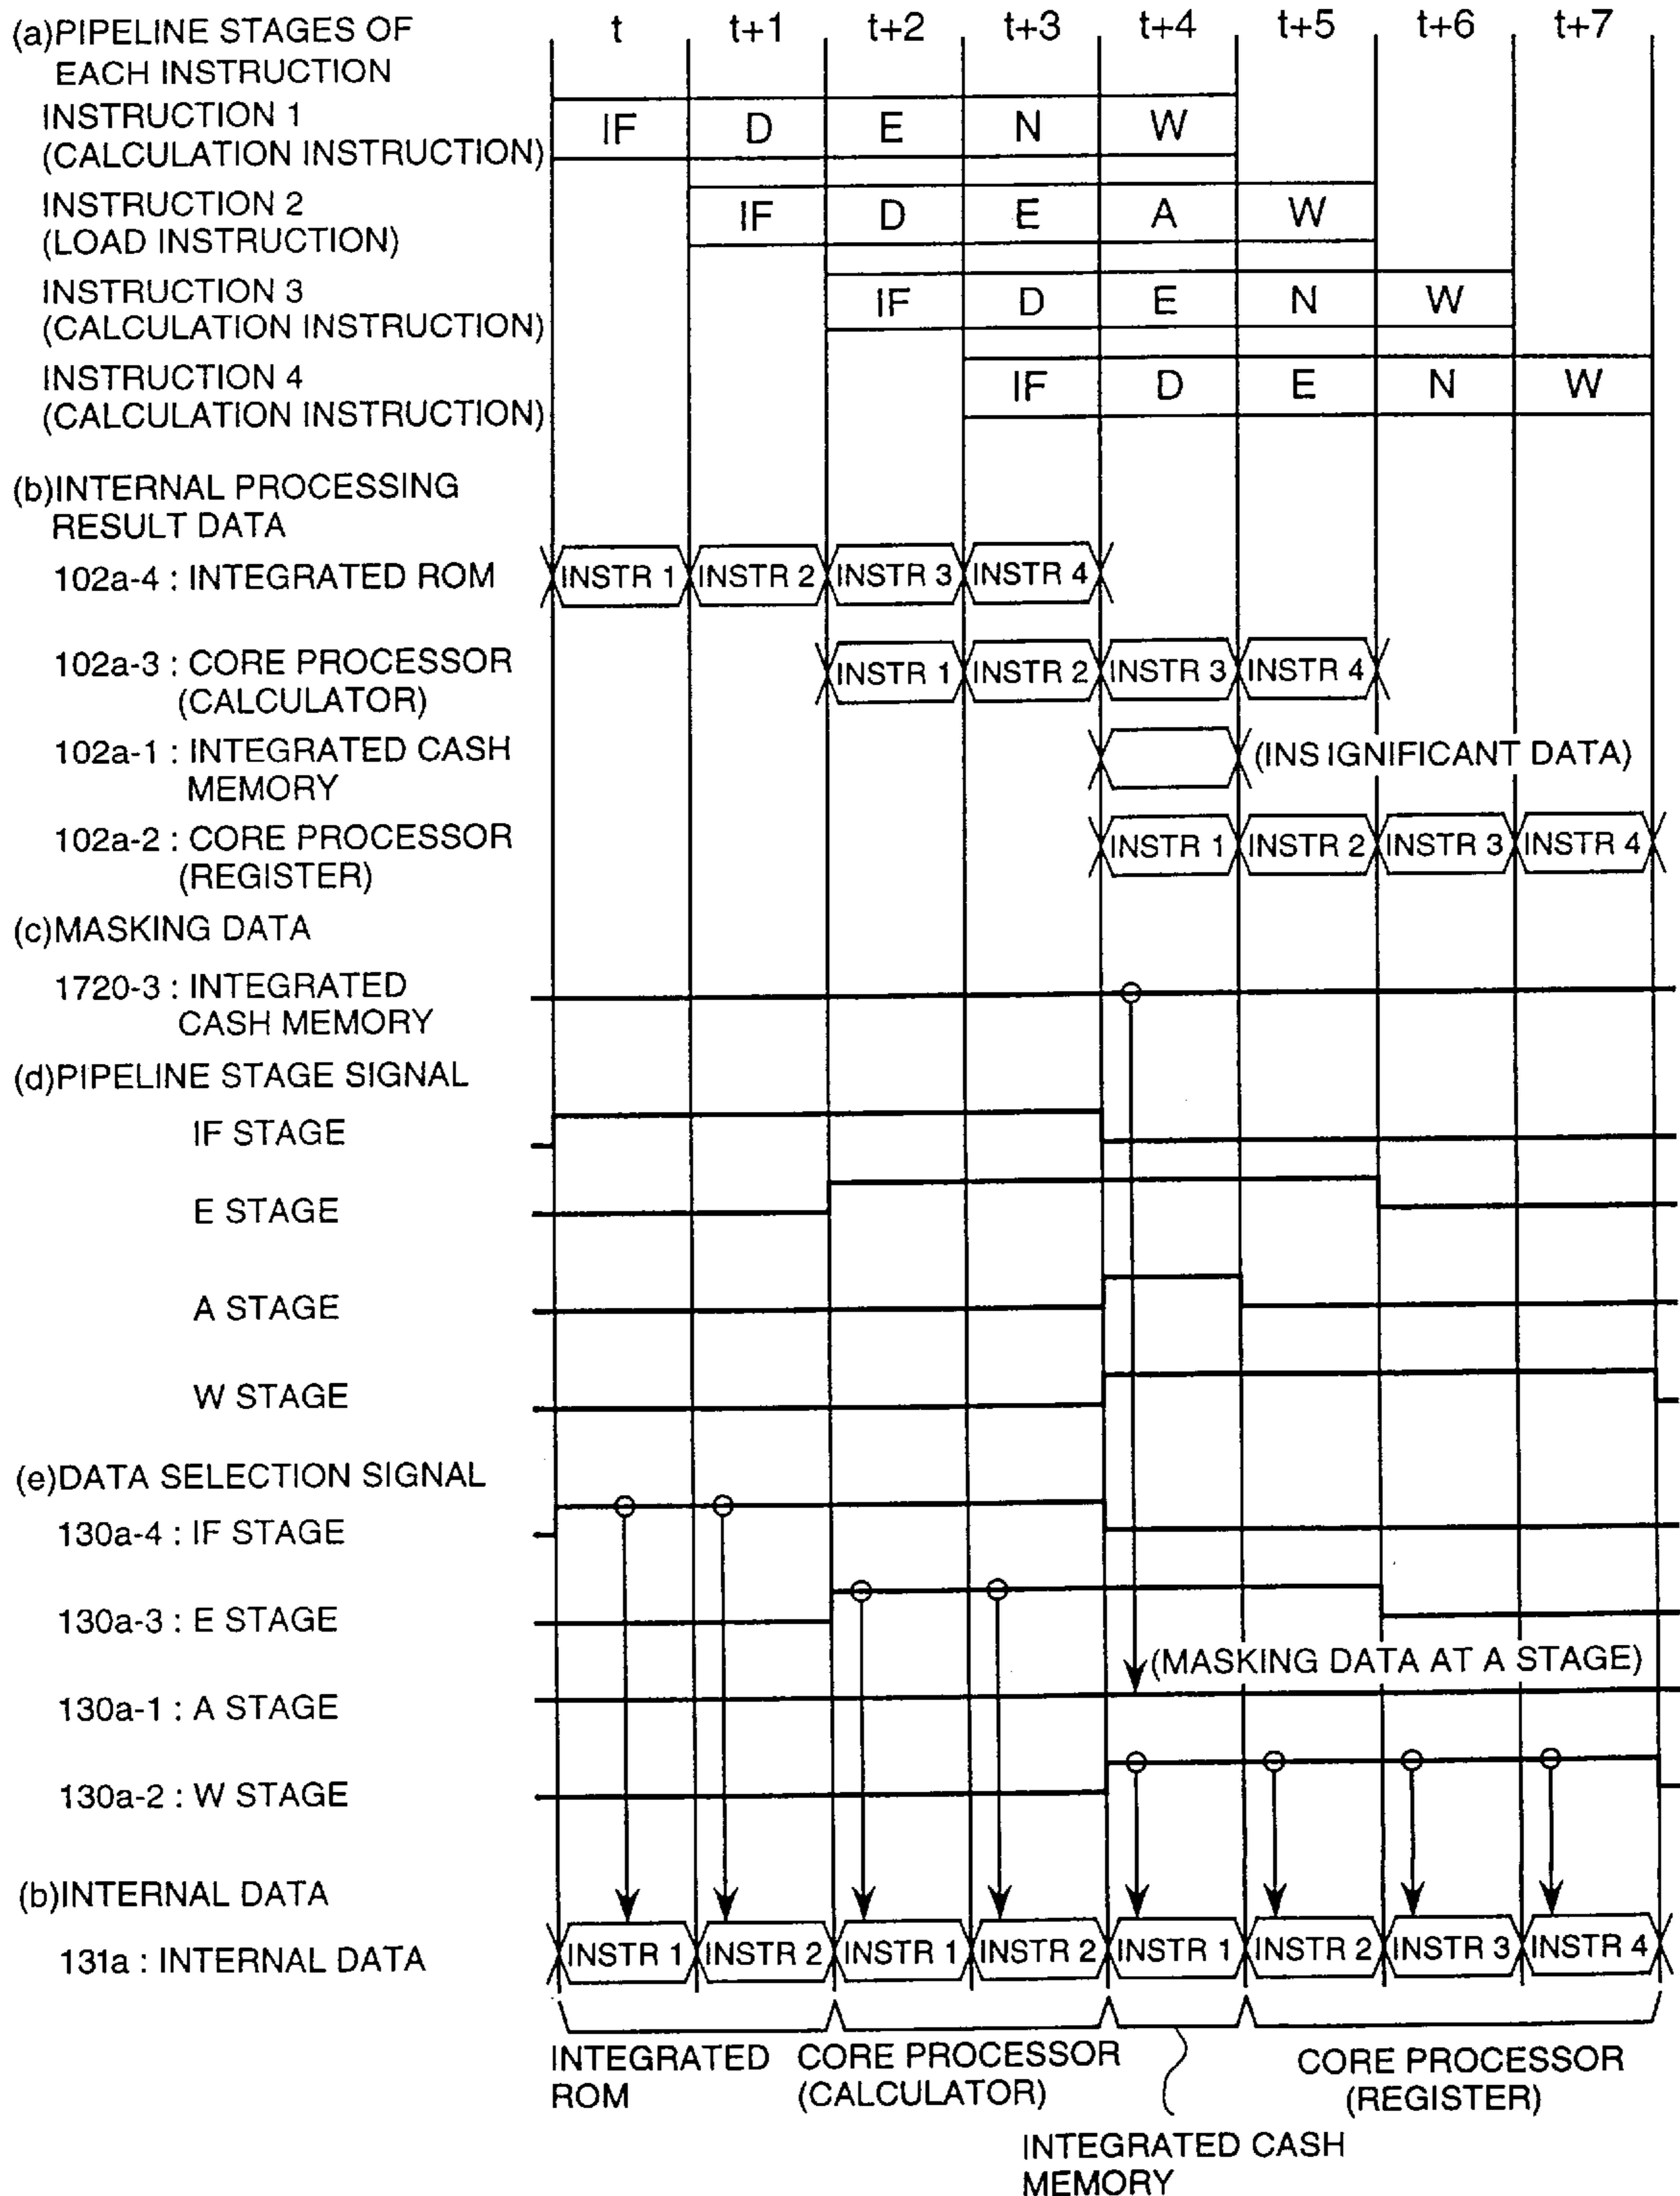 (a)PIPELINE STAGES OF
EACH INSTRUCTION
t t+1 t+2 t+3 t+4 t+5 t+6 t+7
INSTRUCTION 1
(CALCULATION INSTRUCTION)
IF D E N W
INSTRUCTION 2
(LOAD INSTRUCTION)
IF D E A W
INSTRUCTION 3
(CALCULATION INSTRUCTION)
IF D E N W
INSTRUCTION 4
(CALCULATION INSTRUCTION)
IF D E N W
(b)INTERNAL PROCESSING
RESULT DATA
102a-4 : INTEGRATED ROM
INSTR 1 INSTR 2 INSTR 3 INSTR 4
102a-3 : CORE PROCESSOR
(CALCULATOR)
INSTR 1 INSTR 2 INSTR 3 INSTR 4
102a-1 : INTEGRATED CASH
MEMORY
(INSIGNIFICANT DATA)
102a-2 : CORE PROCESSOR
(REGISTER)
INSTR 1 INSTR 2 INSTR 3 INSTR 4
(c)MASKING DATA
1720-3 : INTEGRATED
CASH MEMORY
(d)PIPELINE STAGE SIGNAL
IF STAGE
E STAGE
A STAGE
W STAGE
(e)DATA SELECTION SIGNAL
130a-4 : IF STAGE
130a-3 : E STAGE
(MASKING DATA AT A STAGE)
130a-1 : A STAGE
130a-2 : W STAGE
(b)INTERNAL DATA
131a : INTERNAL DATA
INSTR 1 INSTR 2 INSTR 1 INSTR 2 INSTR 1 INSTR 2 INSTR 3 INSTR 4
INTEGRATED
ROM
CORE PROCESSOR
(CALCULATOR)
CORE PROCESSOR
(REGISTER)
INTEGRATED CASH
MEMORY